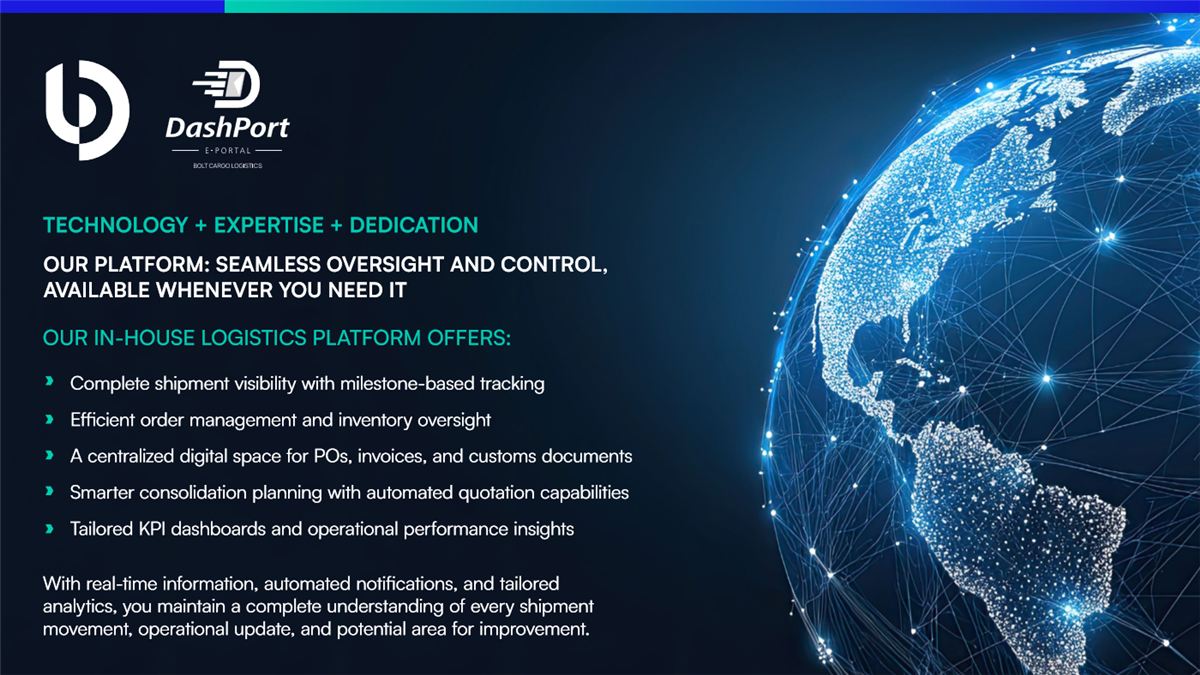 DashPort
E-PORTAL
BOLT CARGO LOGISTICS
TECHNOLOGY + EXPERTISE + DEDICATION
OUR PLATFORM: SEAMLESS OVERSIGHT AND CONTROL,
AVAILABLE WHENEVER YOU NEED IT
OUR IN-HOUSE LOGISTICS PLATFORM OFFERS:
Complete shipment visibility with milestone-based tracking
Efficient order management and inventory oversight
A centralized digital space for POs, invoices, and customs documents
Smarter consolidation planning with automated quotation capabilities
Tailored KPI dashboards and operational performance insights
With real-time information, automated notifications, and tailored
analytics, you maintain a complete understanding of every shipment
movement, operational update, and potential area for improvement.